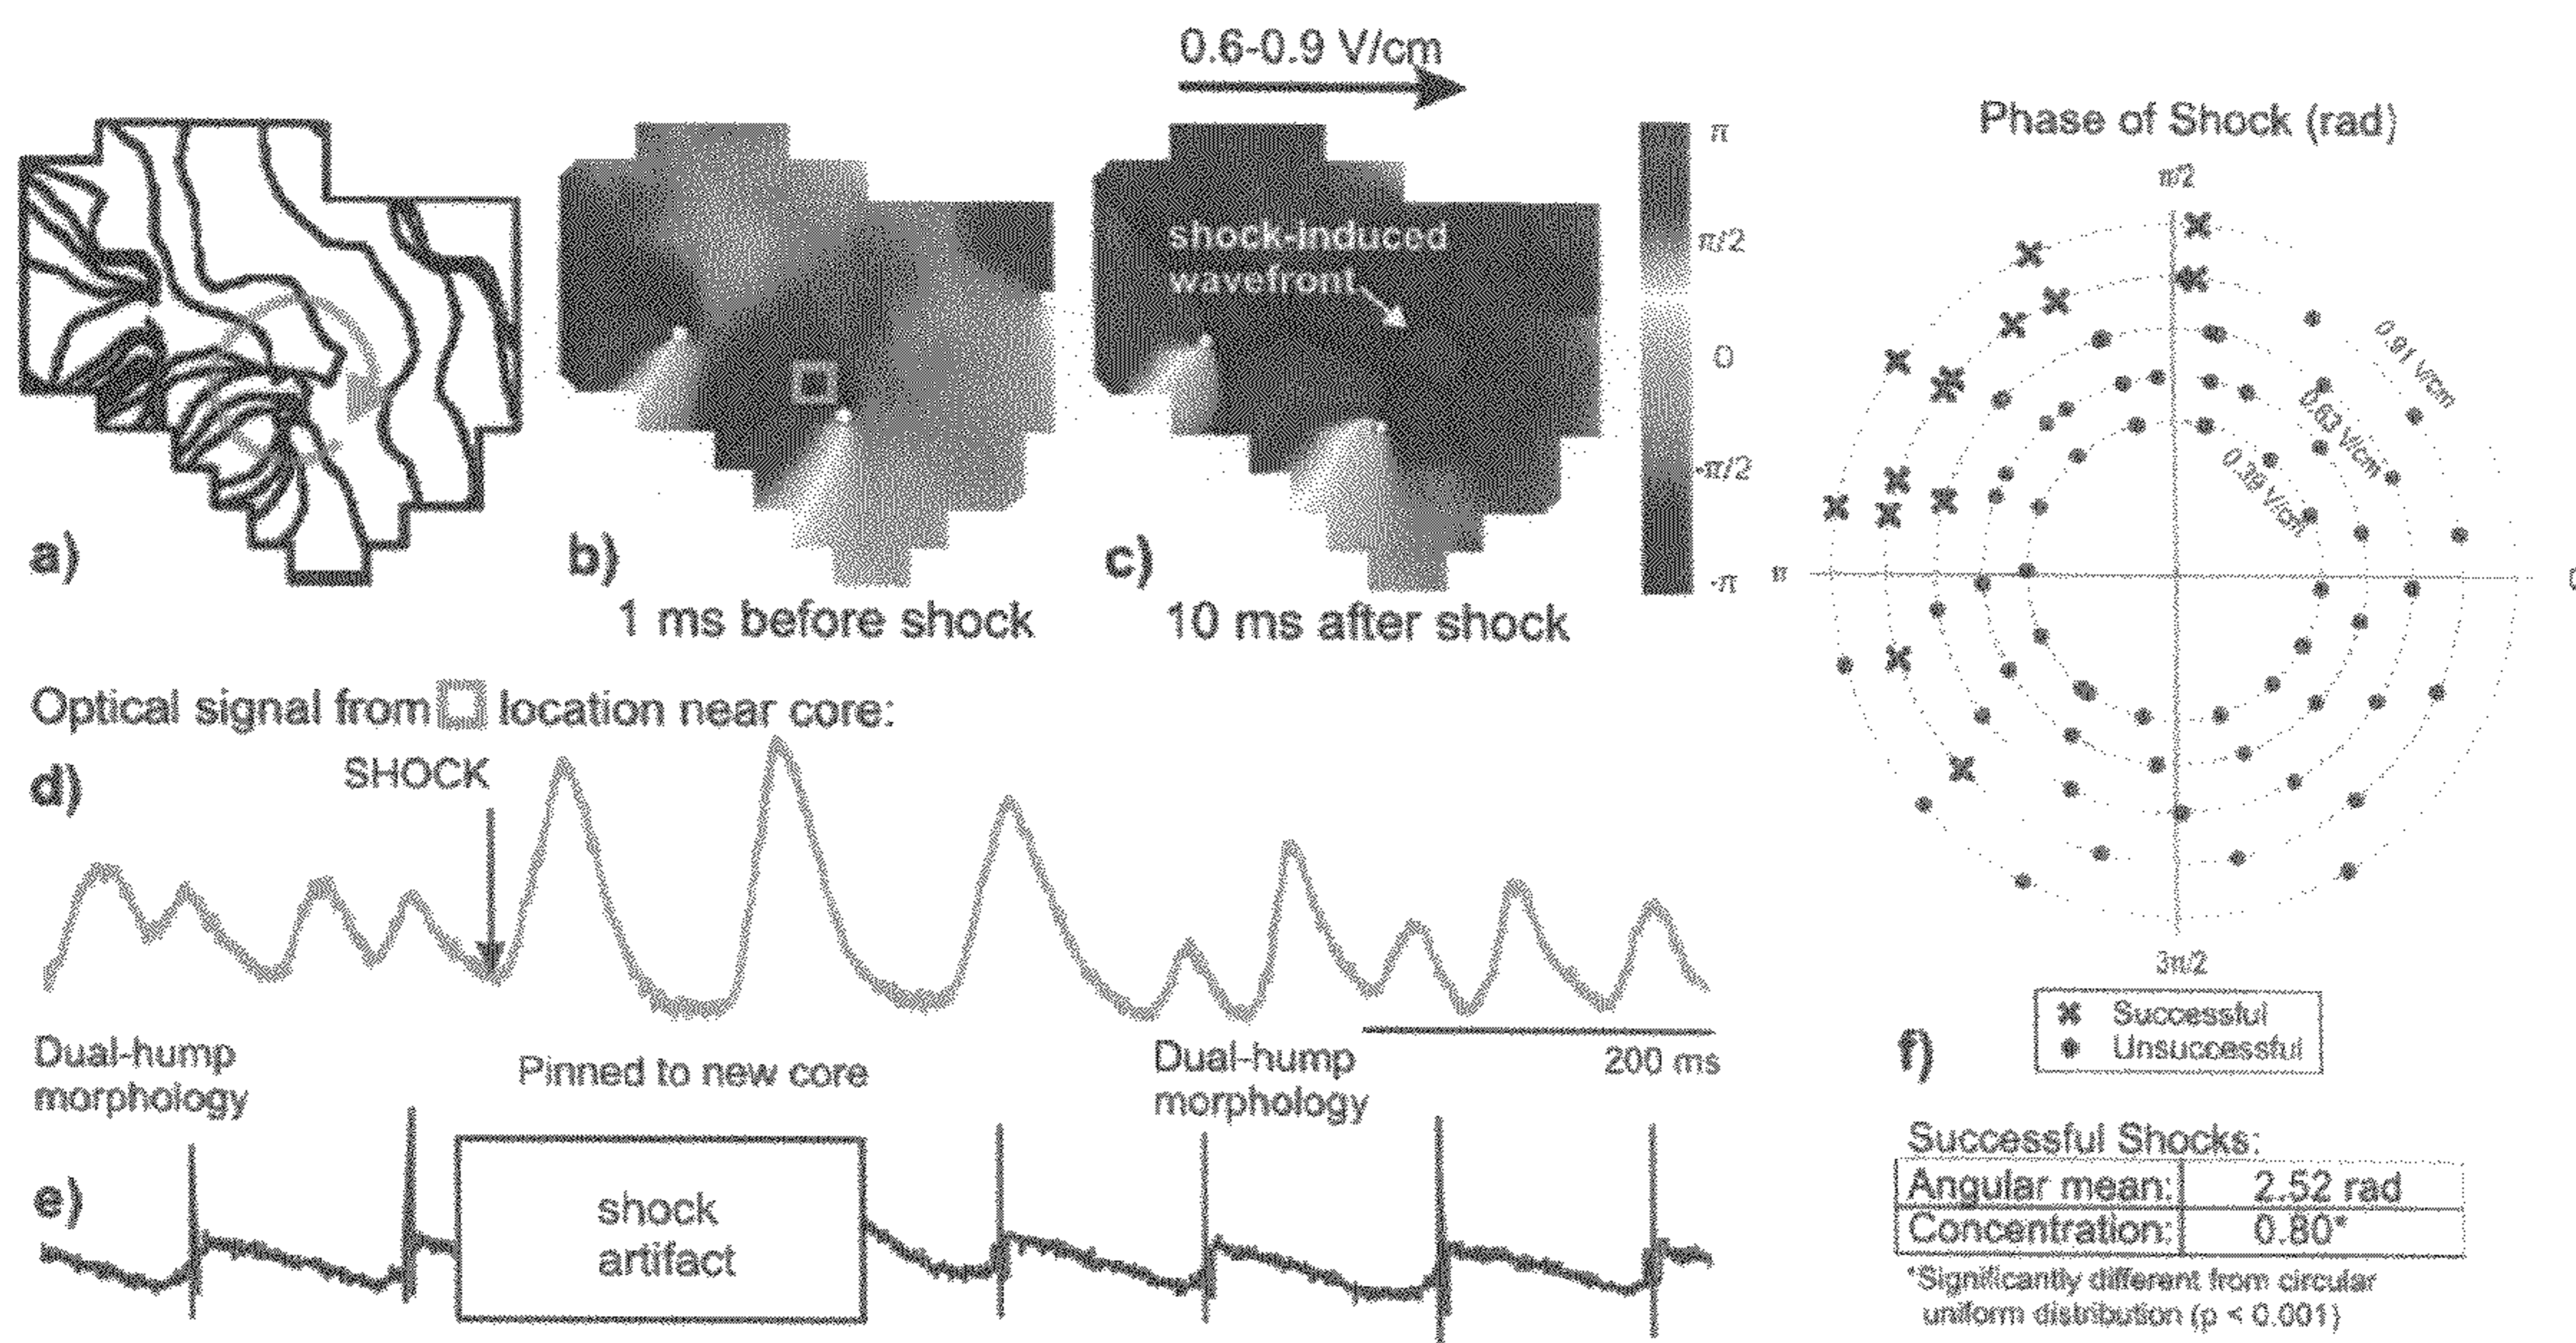 0.6-0.9 V/cm
π
π/2
0
-π/2
-π
shock-induced
wavefront
a)
b)
c)
1 ms before shock
10 ms after shock
Optical signal from location near core:
d)
SHOCK
Dual-hump
morphology
Pinned to new core
Dual-hump
morphology
200 ms
e)
shock
artifact
Phase of Shock (rad)
π/2
0.91 V/cm
0.63 V/cm
0.39 V/cm
π
3π/2
Successful
Unsuccessful
f)
Successful Shocks:
Angular mean: 2.52 rad
Concentration: 0.80*
*Significantly different from circular
uniform distribution (p < 0.001)